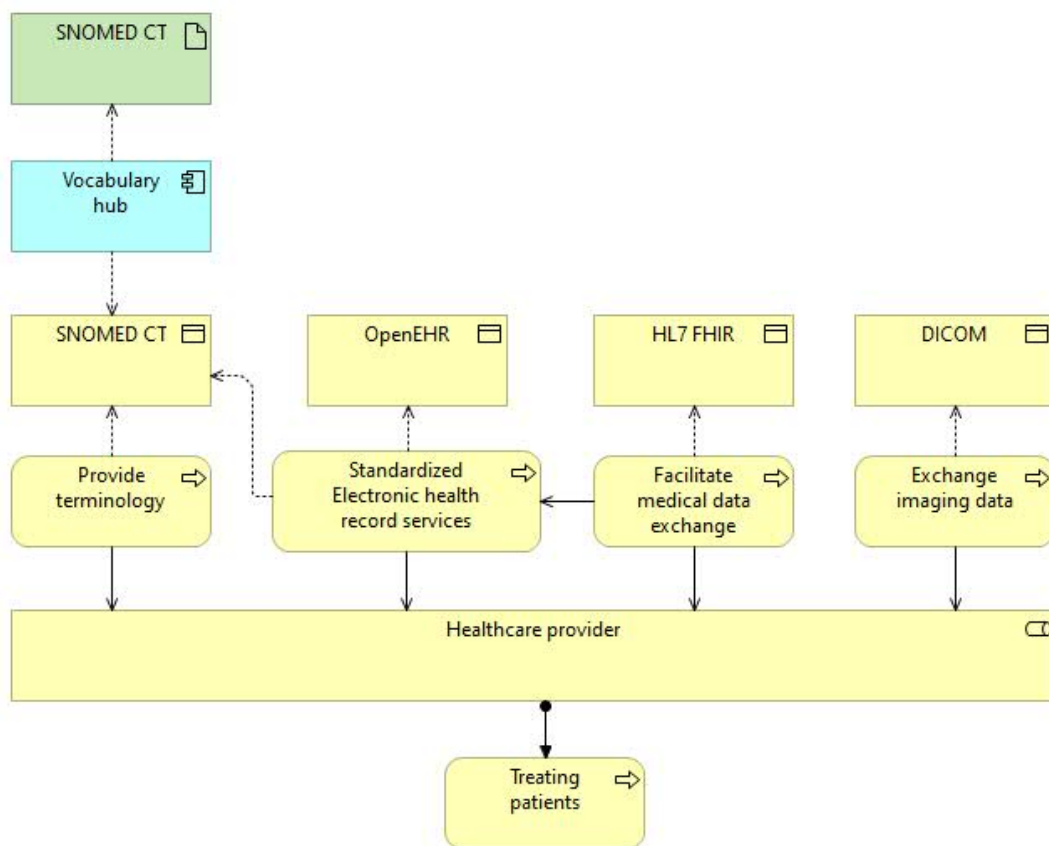 SNOMED CT
Vocabulary
hub
SNOMED CT
OpenEHR
HL7 FHIR
DICOM
Provide
terminology
Standardized
Electronic health
record services
Facilitate
medical data
exchange
Exchange
imaging data
Healthcare provider
Treating
patients